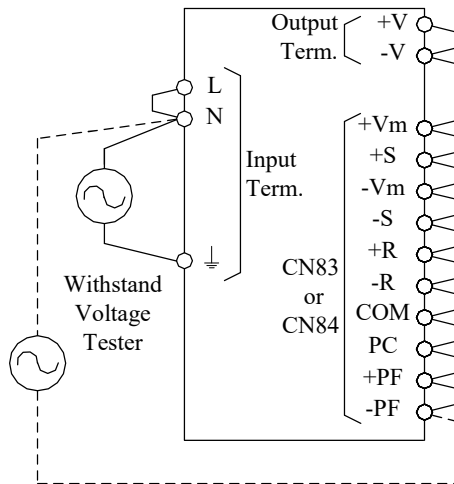 Output
Term.
+V
-V
L
N
Input
Term.
Withstand
Voltage
Tester
CN83
or
CN84
+Vm
+S
-Vm
-S
+R
-R
COM
PC
+PF
-PF